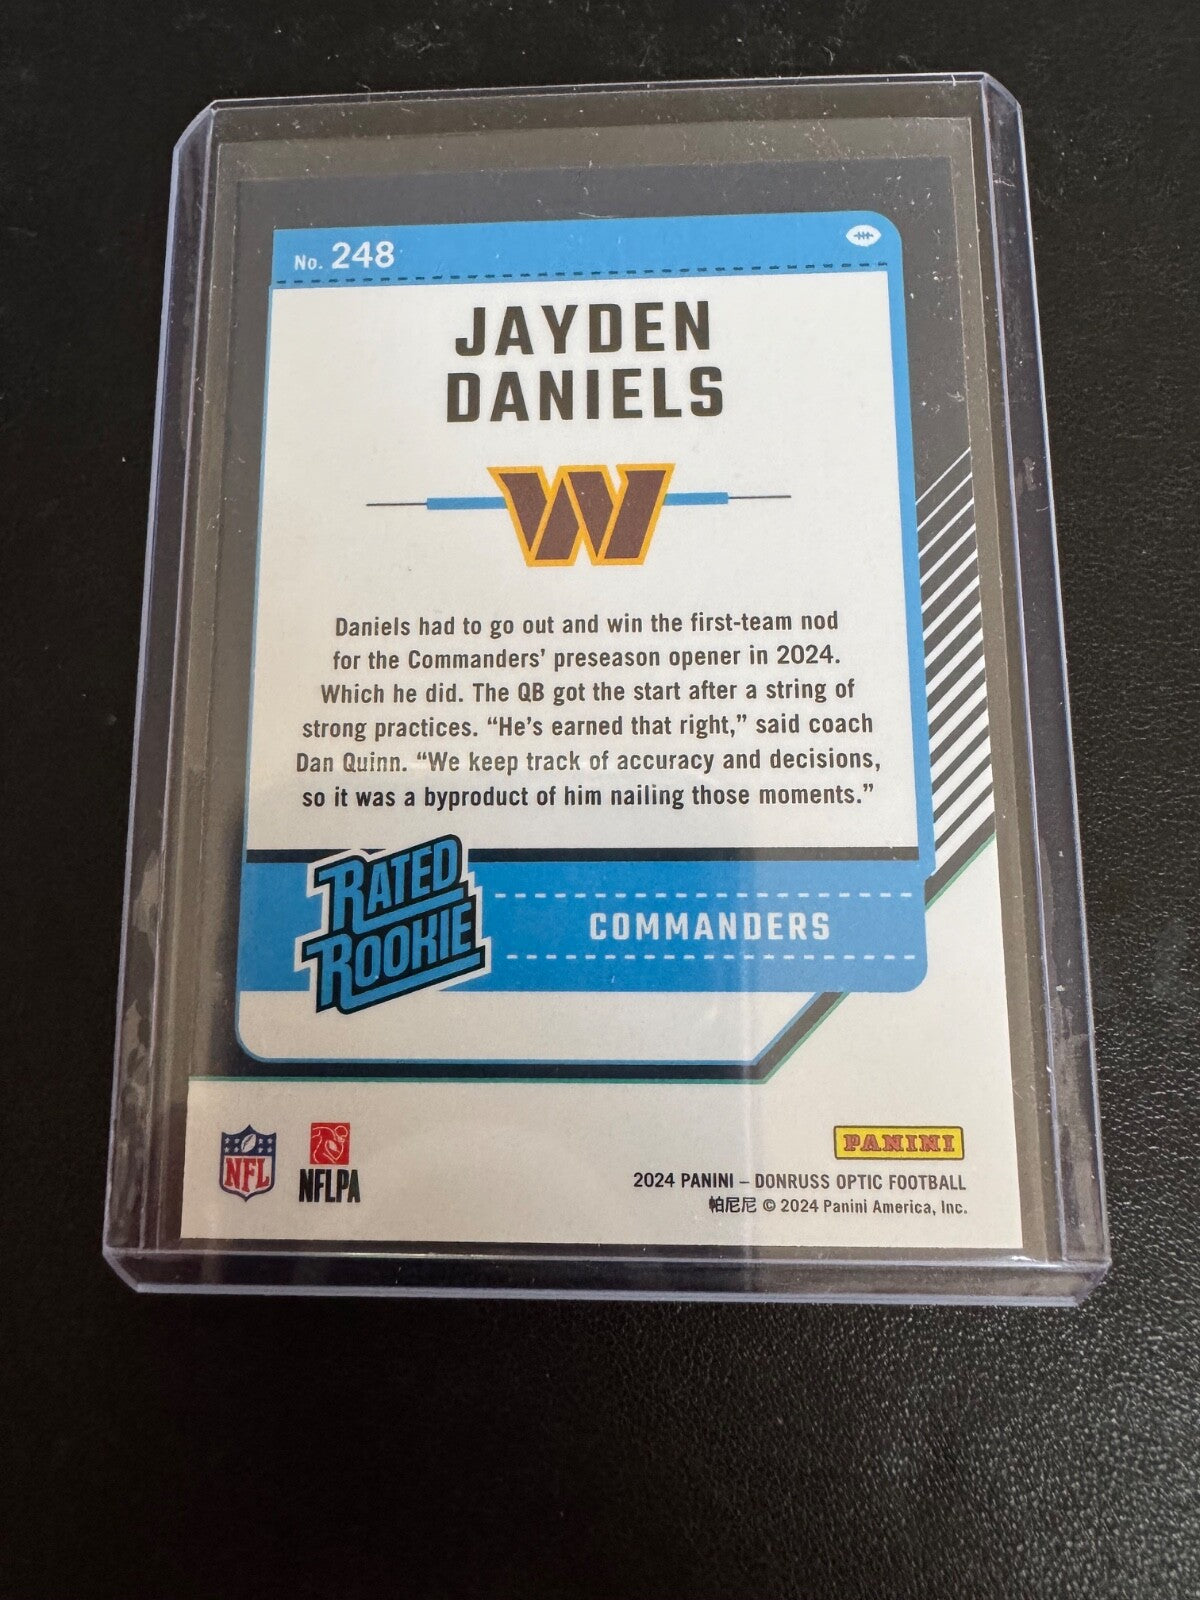 No. 248
JAYDEN
DANIELS
W
Daniels had to go out and win the first-team nod
for the Commanders' preseason opener in 2024.
Which he did. The QB got the start after a string of
strong practices. “He's earned that right,” said coach
Dan Quinn. “We keep track of accuracy and decisions,
so it was a byproduct of him nailing those moments.”
RATED
ROOKIE
COMMANDERS
NFL
NFLPA
PANINI
2024 PANINI – DONRUSS OPTIC FOOTBALL
帕尼尼 © 2024 Panini America, Inc.